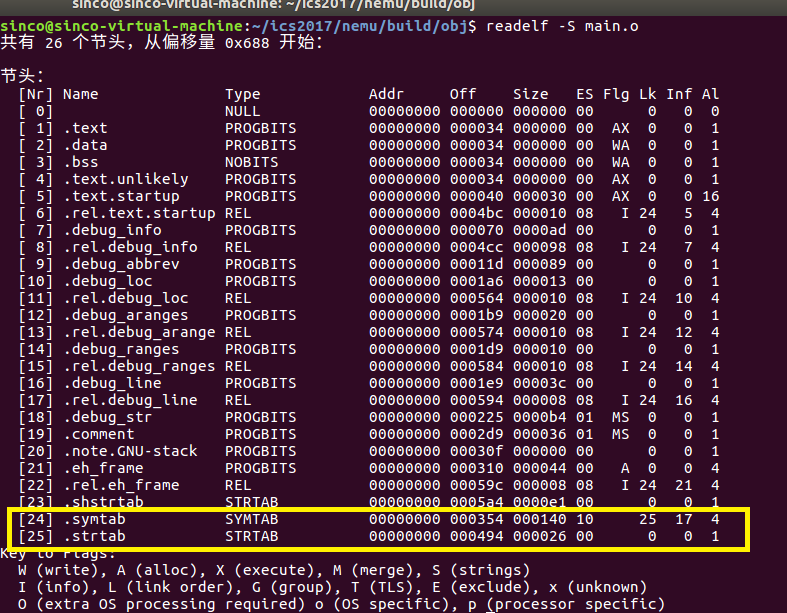 sinco@sinco-virtual-machine: ~/ics2017/nemu/build/obj
sinco@sinco-virtual-machine:~/ics2017/nemu/build/obj$ readelf -S main.o
共有 26 个节头，从偏移量 0x688 开始：
节头：
[Nr] Name Type Addr Off Size ES Flg Lk Inf Al
[ 0] NULL 00000000 000000 000000 00 0 0 0
[ 1] .text PROGBITS 00000000 000034 000000 00 AX 0 0 1
[ 2] .data PROGBITS 00000000 000034 000000 00 WA 0 0 1
[ 3] .bss NOBITS 00000000 000034 000000 00 WA 0 0 1
[ 4] .text.unlikely PROGBITS 00000000 000034 000000 00 AX 0 0 1
[ 5] .text.startup PROGBITS 00000000 000040 000030 00 AX 0 0 16
[ 6] .rel.text.startup REL 00000000 0004bc 000010 08 I 24 5 4
[ 7] .debug_info PROGBITS 00000000 000070 0000ad 00 0 0 1
[ 8] .rel.debug_info REL 00000000 0004cc 000098 08 I 24 7 4
[ 9] .debug_abbrev PROGBITS 00000000 00011d 000089 00 0 0 1
[10] .debug_loc PROGBITS 00000000 0001a6 000013 00 0 0 1
[11] .rel.debug_loc REL 00000000 000564 000010 08 I 24 10 4
[12] .debug_aranges PROGBITS 00000000 0001b9 000020 00 0 0 1
[13] .rel.debug_arange REL 00000000 000574 000010 08 I 24 12 4
[14] .debug_ranges PROGBITS 00000000 0001d9 000010 00 0 0 1
[15] .rel.debug_ranges REL 00000000 000584 000010 08 I 24 14 4
[16] .debug_line PROGBITS 00000000 0001e9 00003c 00 0 0 1
[17] .rel.debug_line REL 00000000 000594 000008 08 I 24 16 4
[18] .debug_str PROGBITS 00000000 000225 0000b4 01 MS 0 0 1
[19] .comment PROGBITS 00000000 0002d9 000036 01 MS 0 0 1
[20] .note.GNU-stack PROGBITS 00000000 00030f 000000 00 0 0 1
[21] .eh_frame PROGBITS 00000000 000310 000044 00 A 0 0 4
[22] .rel.eh_frame REL 00000000 00059c 000008 08 I 24 21 4
[23] .shstrtab STRTAB 00000000 0005a4 0000e1 00 0 0 1
[24] .symtab SYMTAB 00000000 000354 000140 10 25 17 4
[25] .strtab STRTAB 00000000 000494 000026 00 0 0 1
Key to Flags:
W (write), A (alloc), X (execute), M (merge), S (strings)
I (info), L (link order), G (group), T (TLS), E (exclude), x (unknown)
O (extra OS processing required) o (OS specific), p (processor specific)